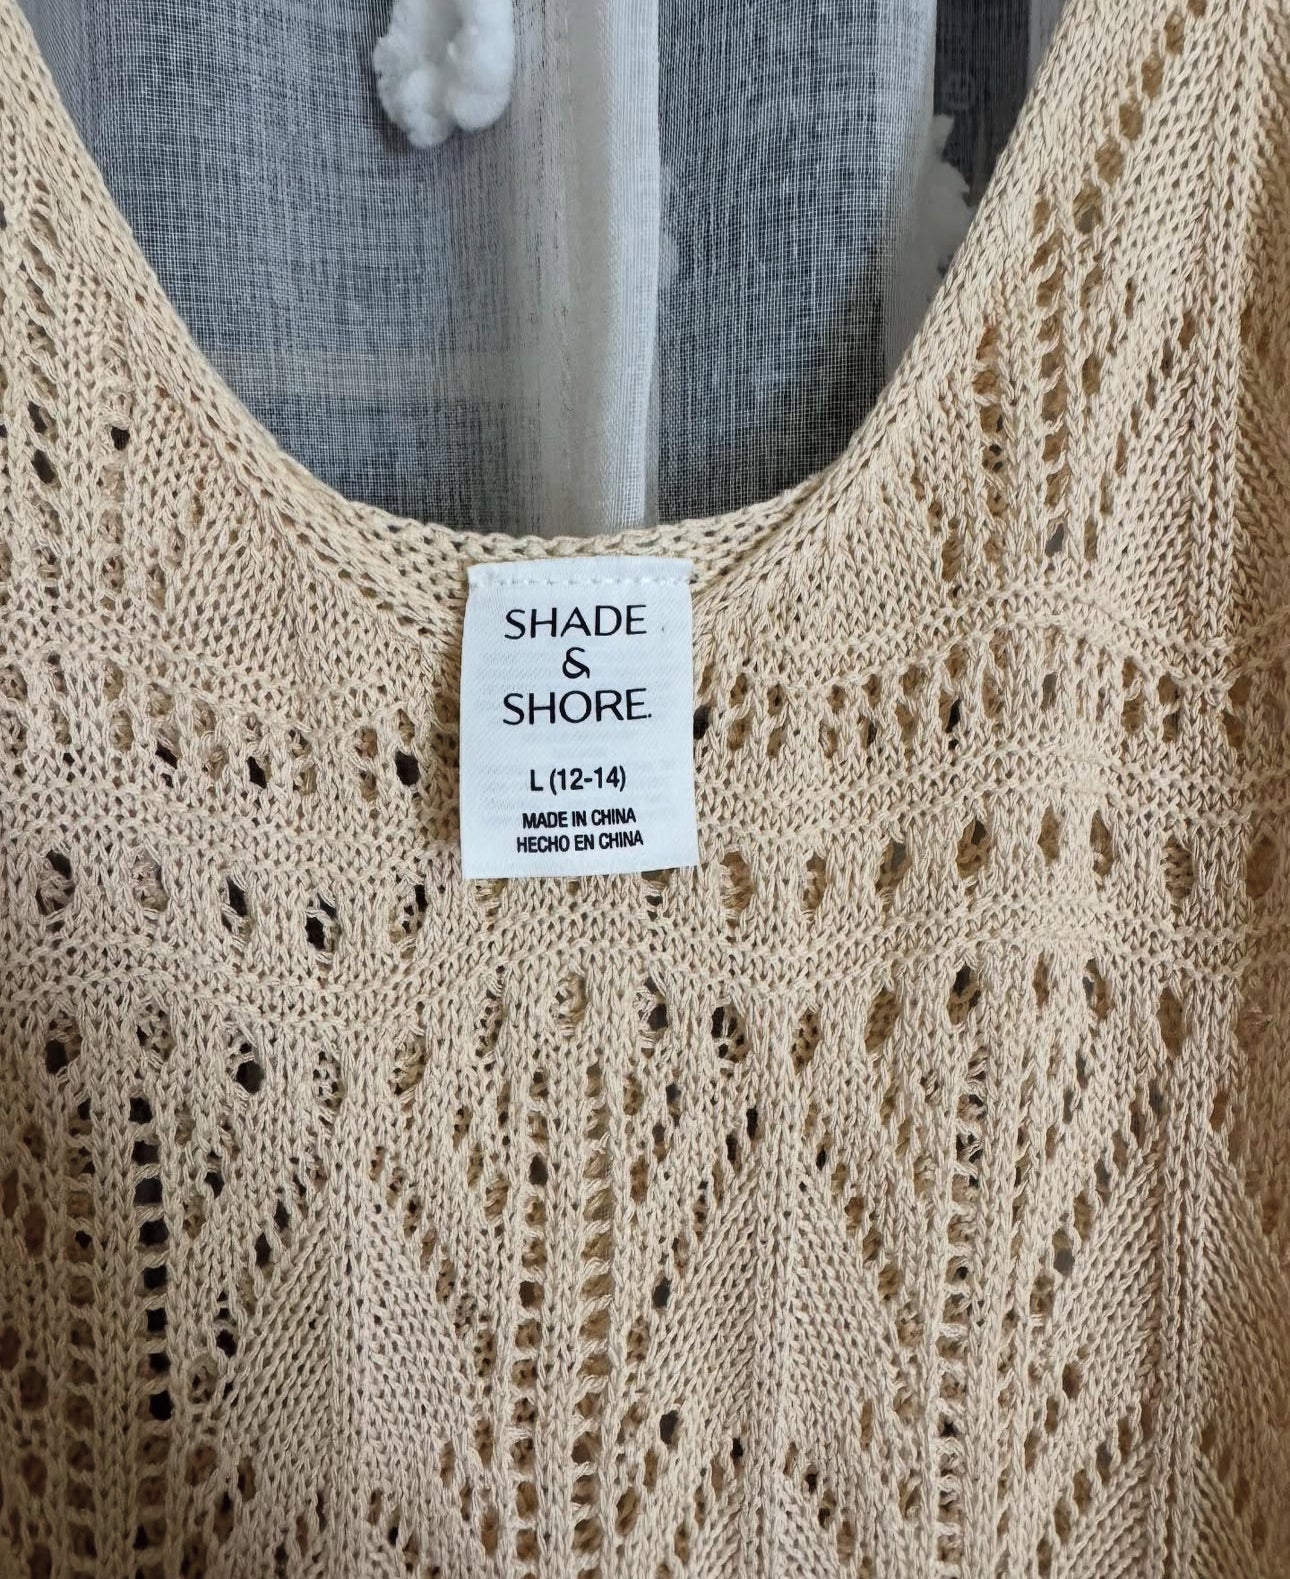 SHADE
&
SHORE.
L (12-14)
MADE IN CHINA
HECHO EN CHINA